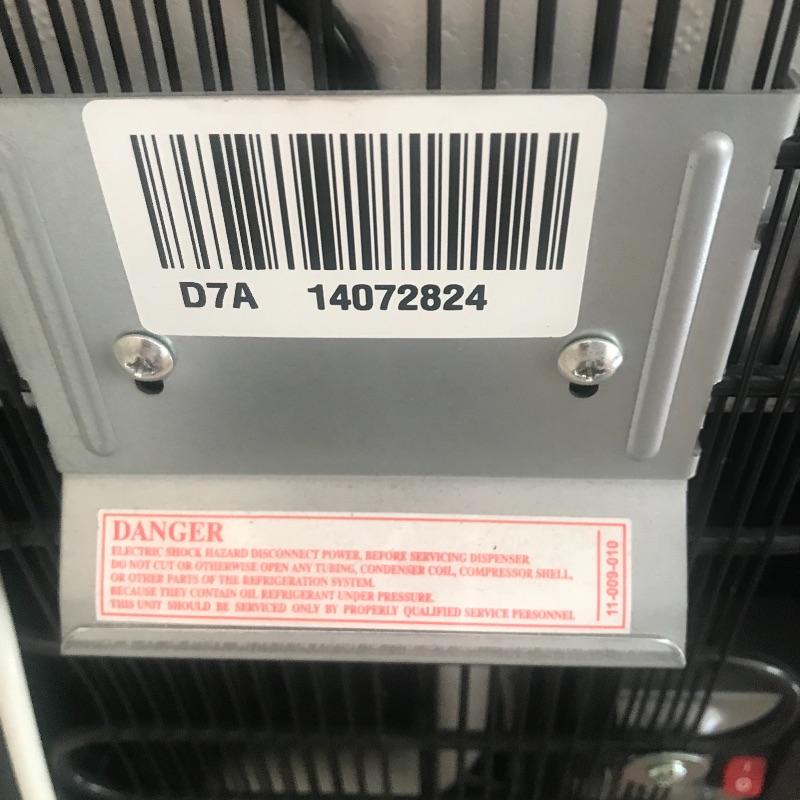 D7A 14072824
DANGER
ELECTRIC SHOCK HAZARD DISCONNECT POWER, BEFORE SERVICING DISPENSER
DO NOT CUT OR OTHERWISE OPEN ANY TUBING, CONDENSER COIL, COMPRESSOR SHELL,
OR OTHER PARTS OF THE REFRIGERATION SYSTEM.
BECAUSE THEY CONTAIN OIL REFRIGERANT UNDER PRESSURE.
THIS UNIT SHOULD BE SERVICED ONLY BY PROPERLY QUALIFIED SERVICE PERSONNEL
11-009-010